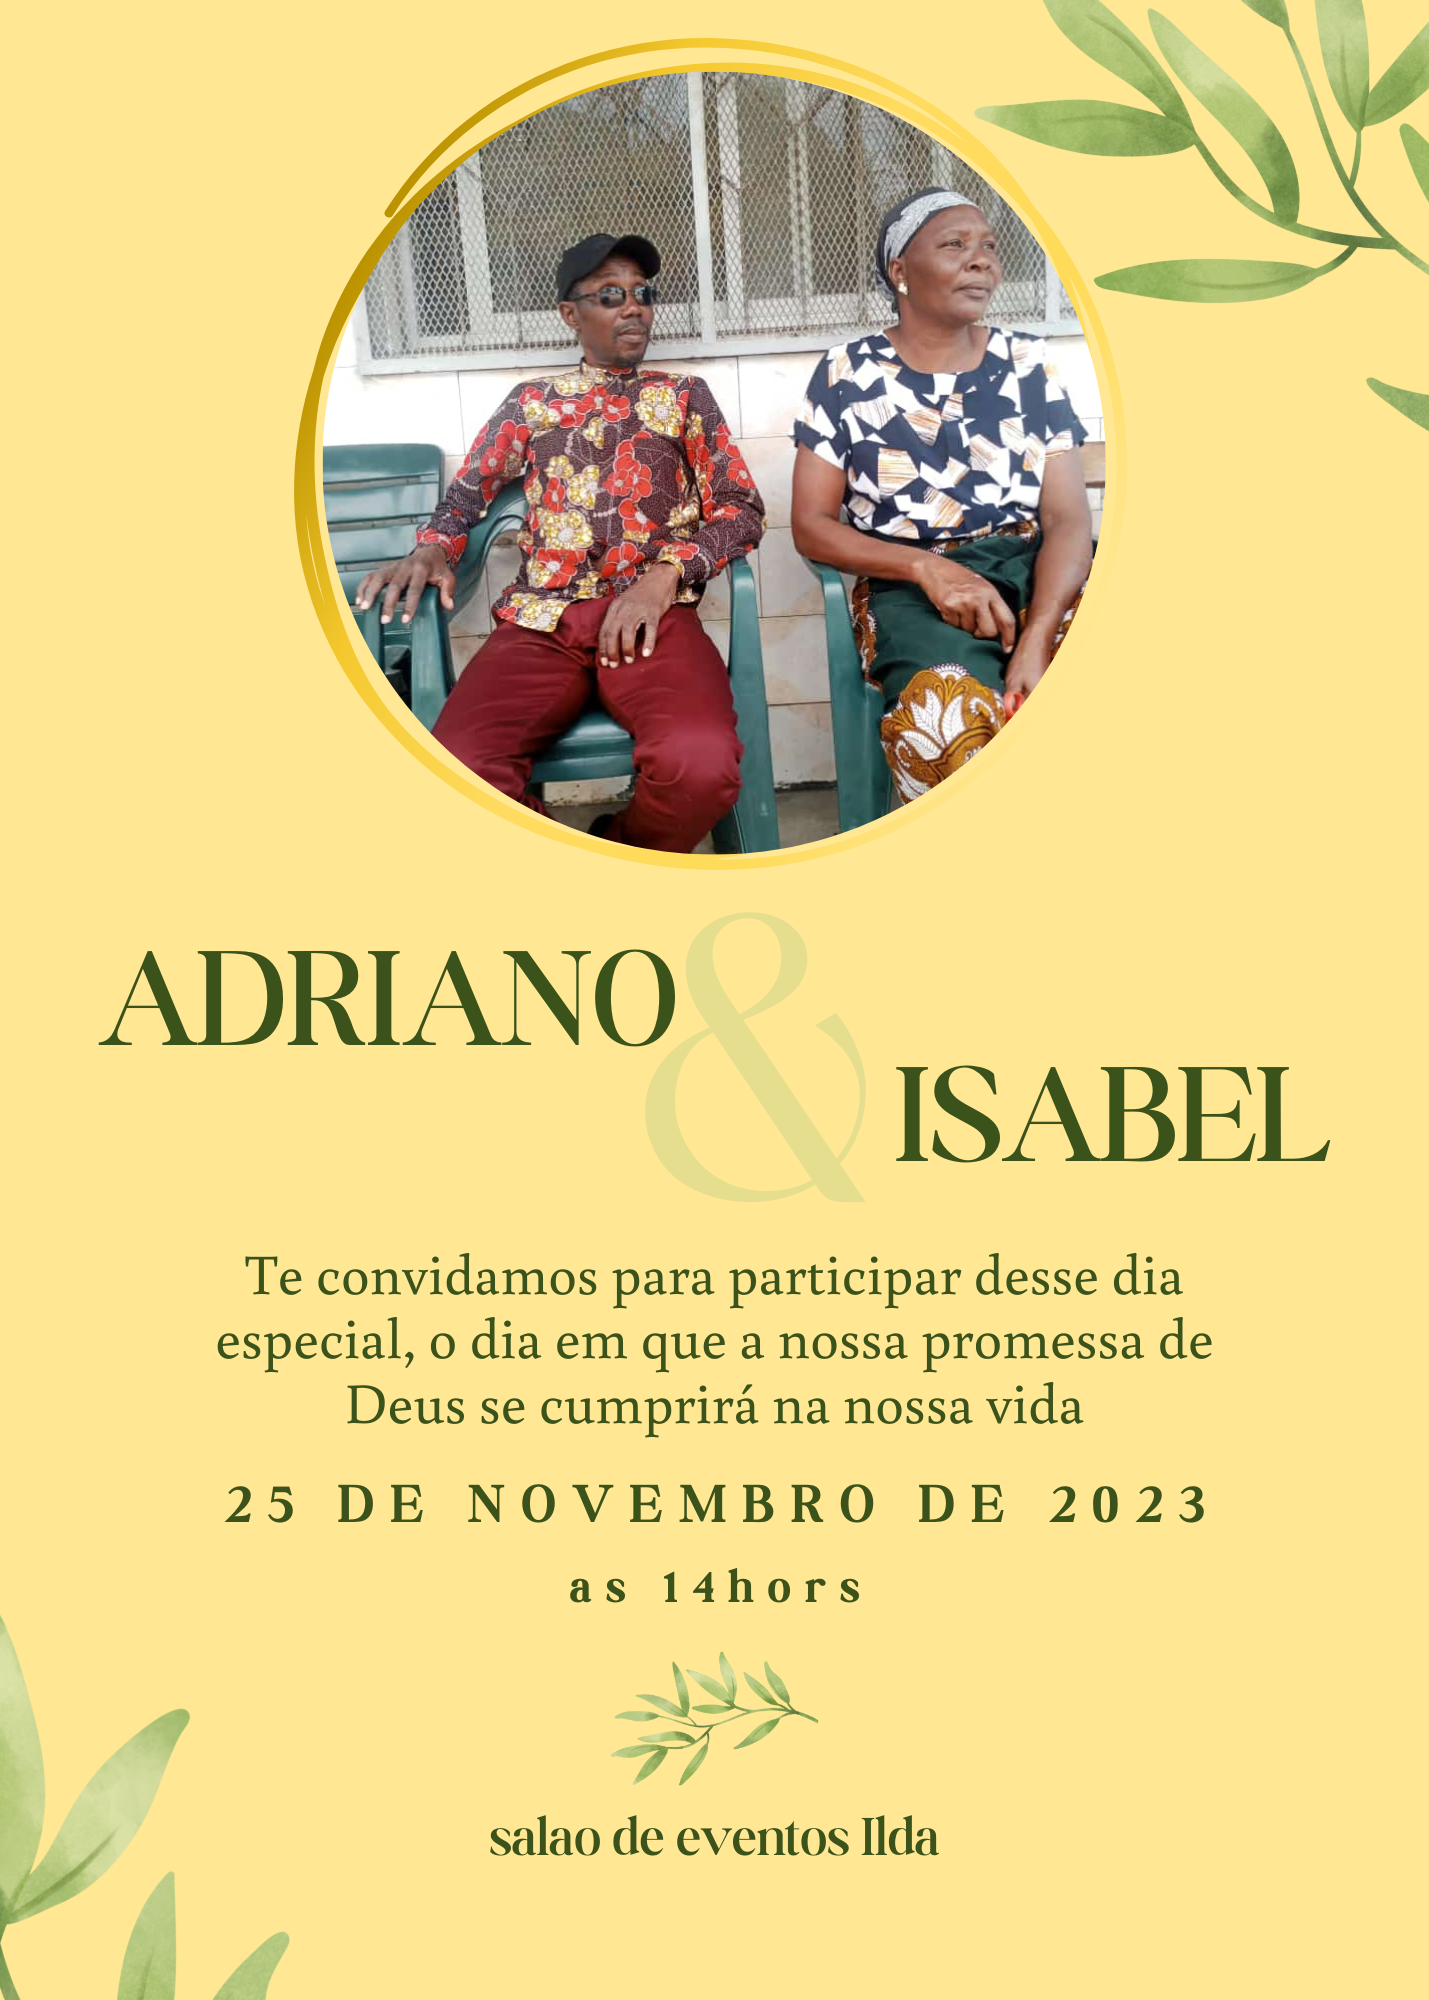 ADRIANO
&
ISABEL
Te convidamos para participar desse dia
especial, o dia em que a nossa promessa de
Deus se cumprirá na nossa vida
25 DE NOVEMBRO DE 2023
as 14hors
salao de eventos Ilda